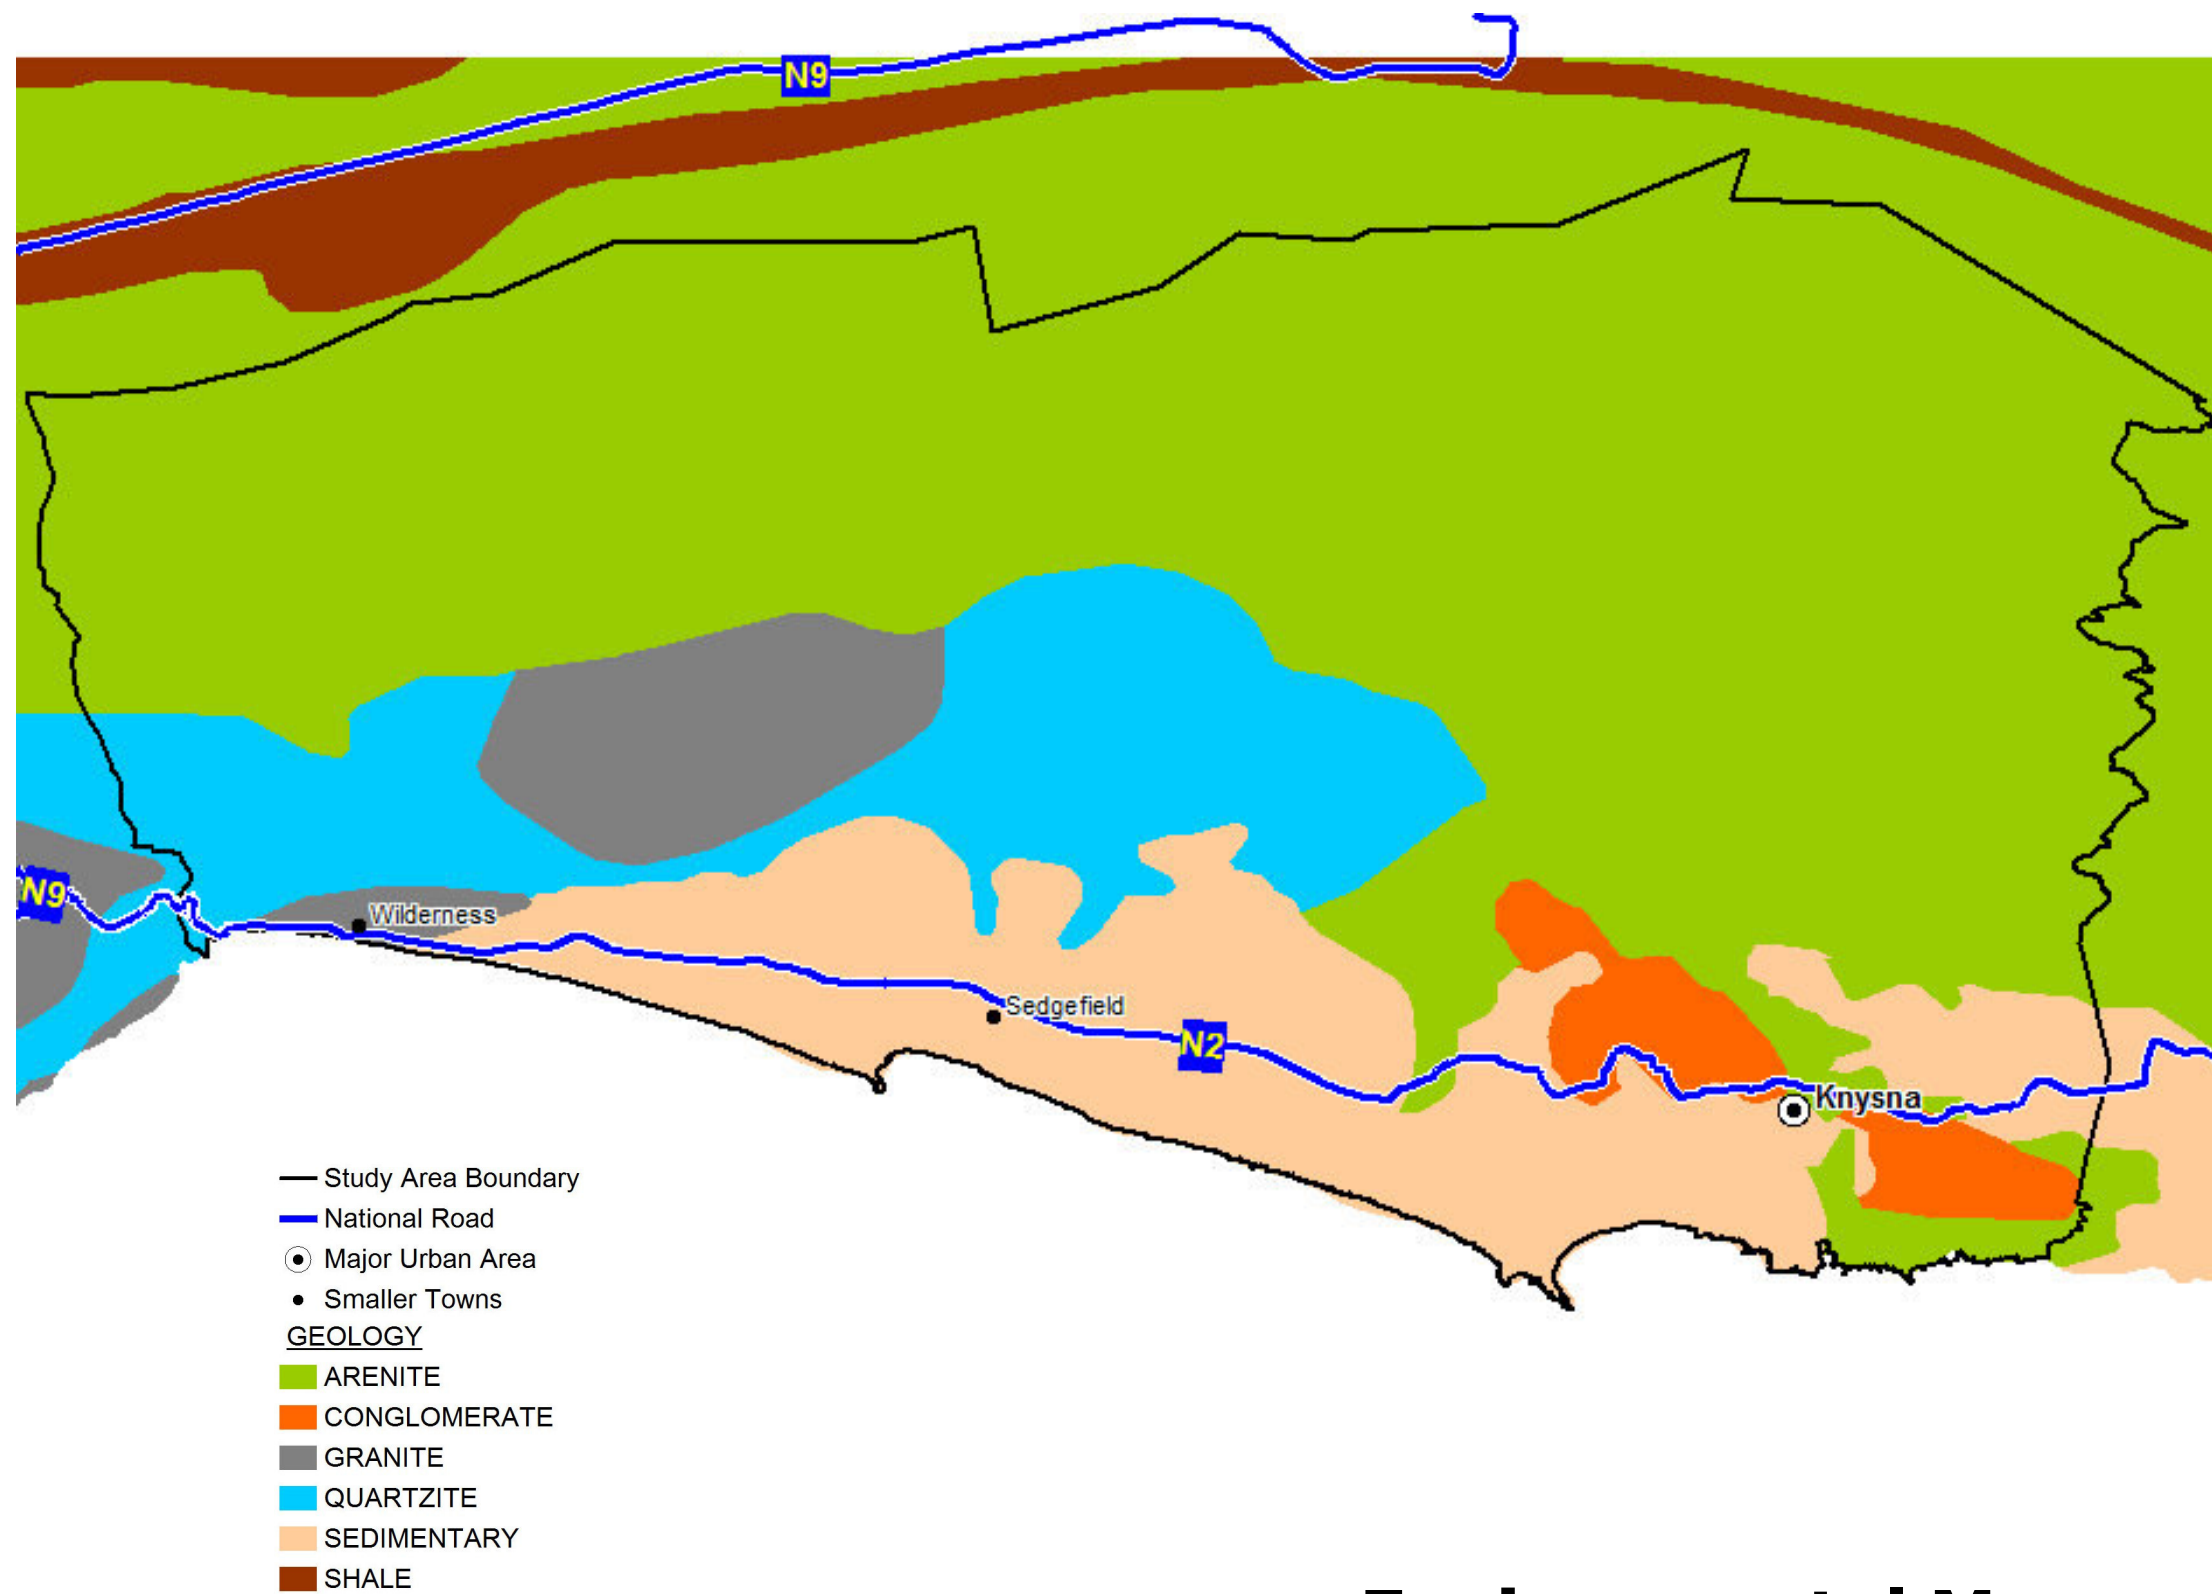 N9
N9
Wilderness
Sedgefield
N2
Knysna
Study Area Boundary
National Road
Major Urban Area
Smaller Towns
GEOLOGY
ARENITE
CONGLOMERATE
GRANITE
QUARTZITE
SEDIMENTARY
SHALE